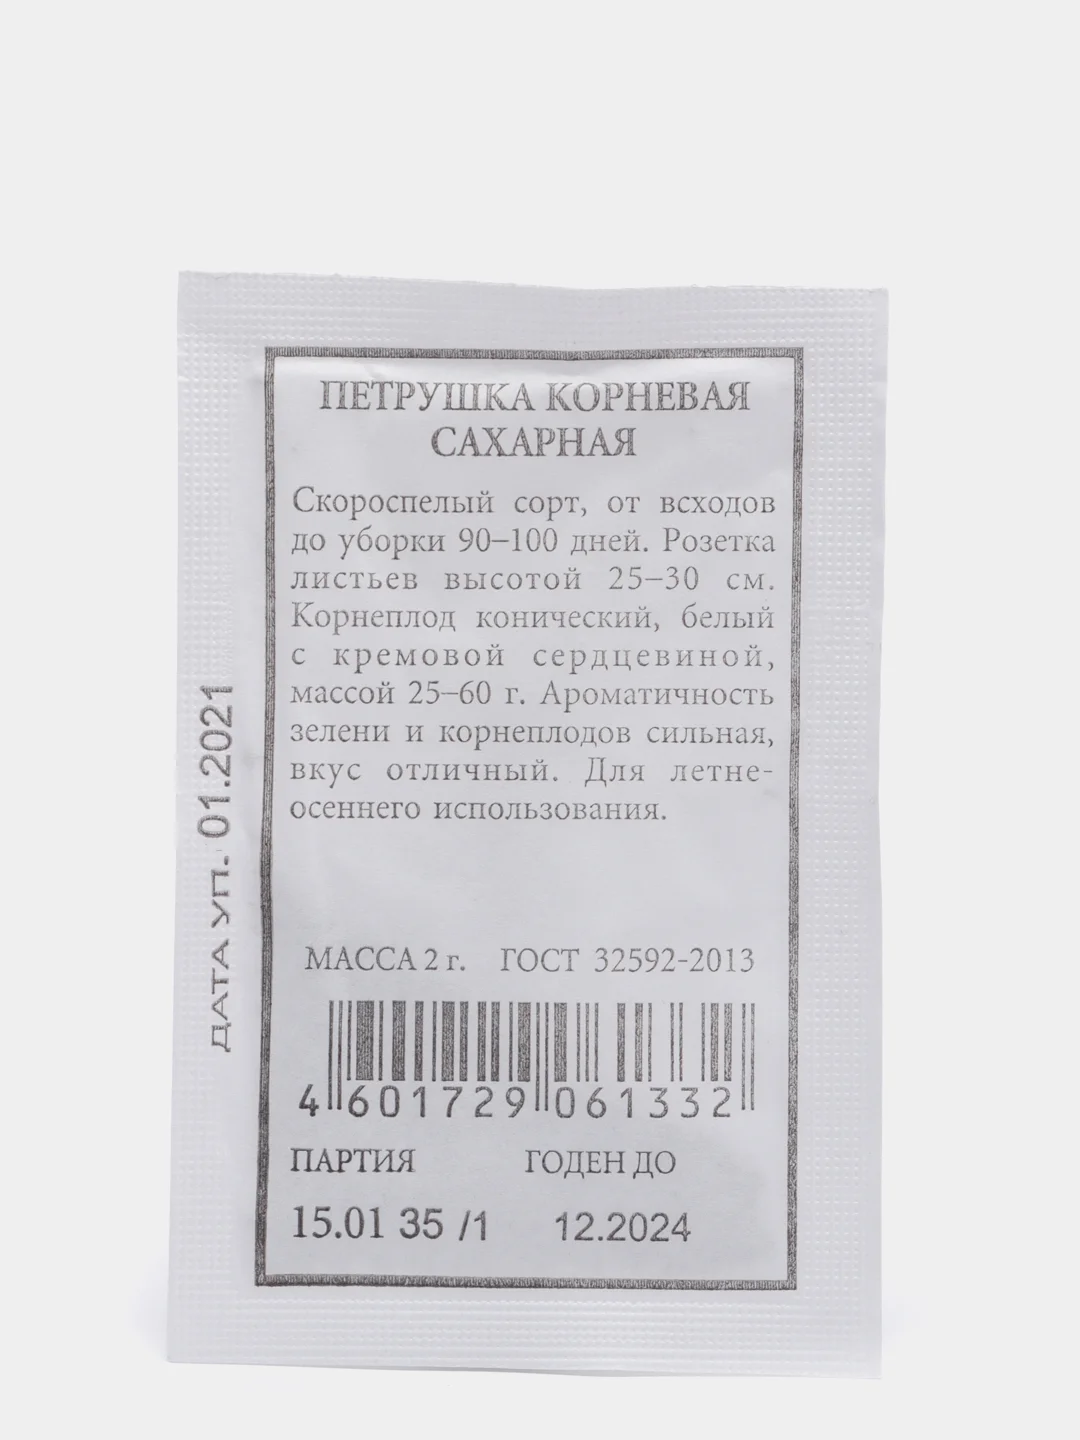 ПЕТРУШКА КОРНЕВАЯ
САХАРНАЯ
Скороспелый сорт, от всходов
до уборки 90–100 дней. Розетка
листьев высотой 25–30 см.
Корнеплод конический, белый
с кремовой сердцевиной,
массой 25–60 г. Ароматичность
зелени и корнеплодов сильная,
вкус отличный. Для летне-
осеннего использования.
МАССА 2 г. ГОСТ 32592-2013
4 601729 061332
ПАРТИЯ ГОДЕН ДО
15.01 35 /1 12.2024
ДАТА УП. 01.2021